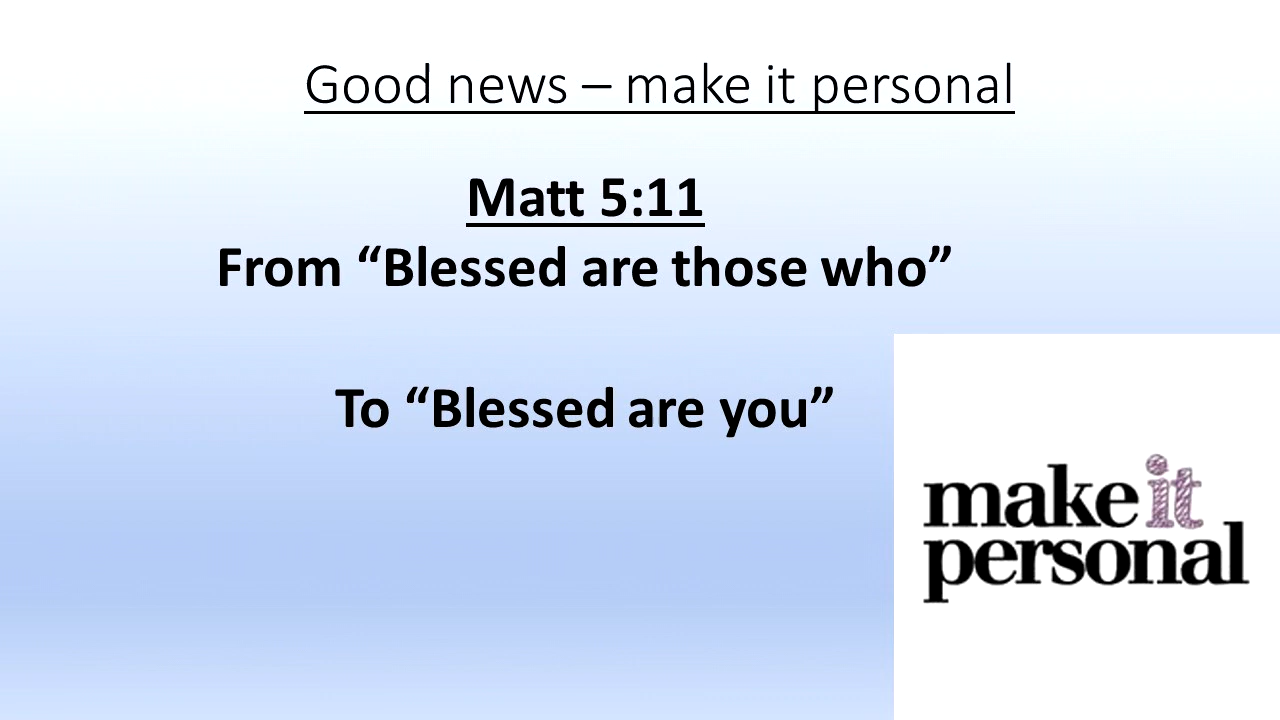 Good news – make it personal
Matt 5:11
From “Blessed are those who”
To “Blessed are you”
make it
personal